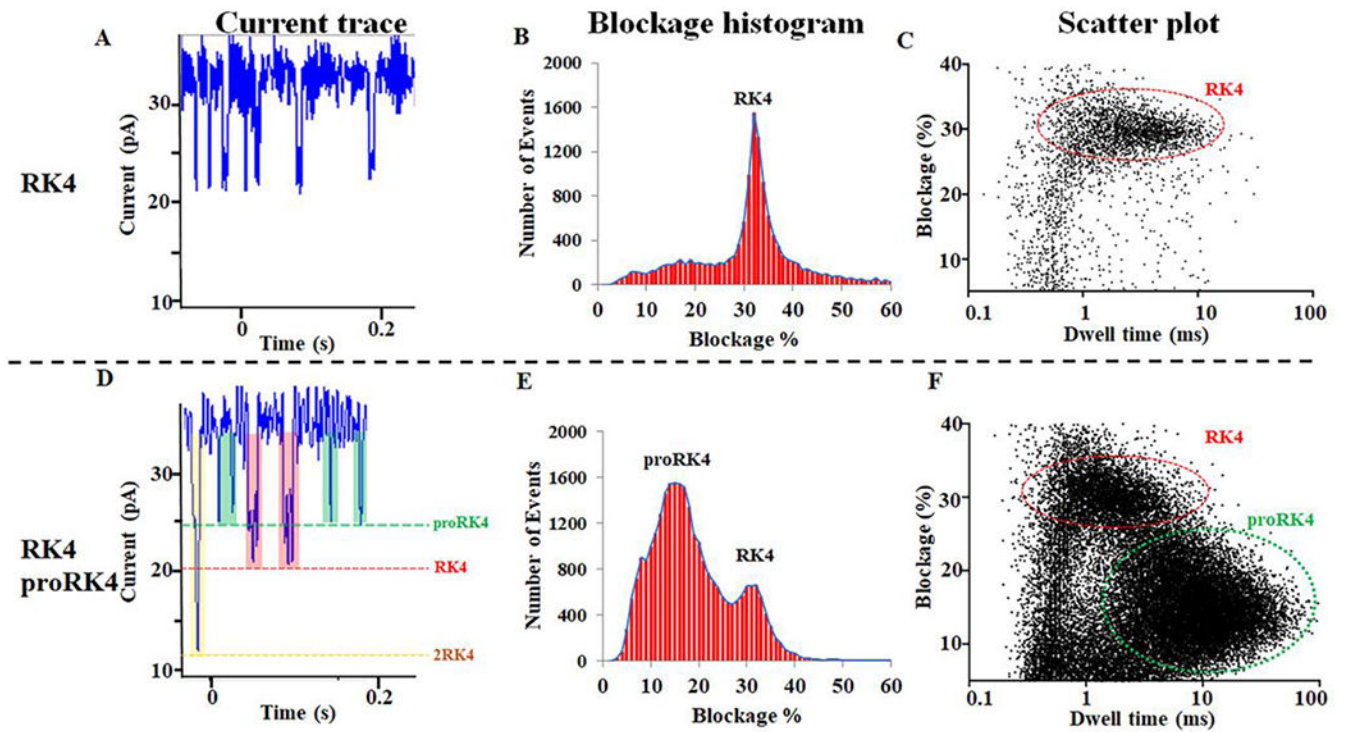 Current trace
Blockage histogram
Scatter plot
A
B
C
RK4
Current (pA)
30
20
10
0
0.2
Time (s)
Number of Events
2000
1600
1200
800
400
0
RK4
0
10
20
30
40
50
60
Blockage %
Blockage (%)
40
30
20
10
RK4
0.1
1
10
100
Dwell time (ms)
D
E
F
RK4
proRK4
Current (pA)
30
20
10
proRK4
RK4
2RK4
0
0.2
Time (s)
Number of Events
2000
1600
1200
800
400
0
proRK4
RK4
0
10
20
30
40
50
60
Blockage %
Blockage (%)
40
30
20
10
RK4
proRK4
0.1
1
10
100
Dwell time (ms)